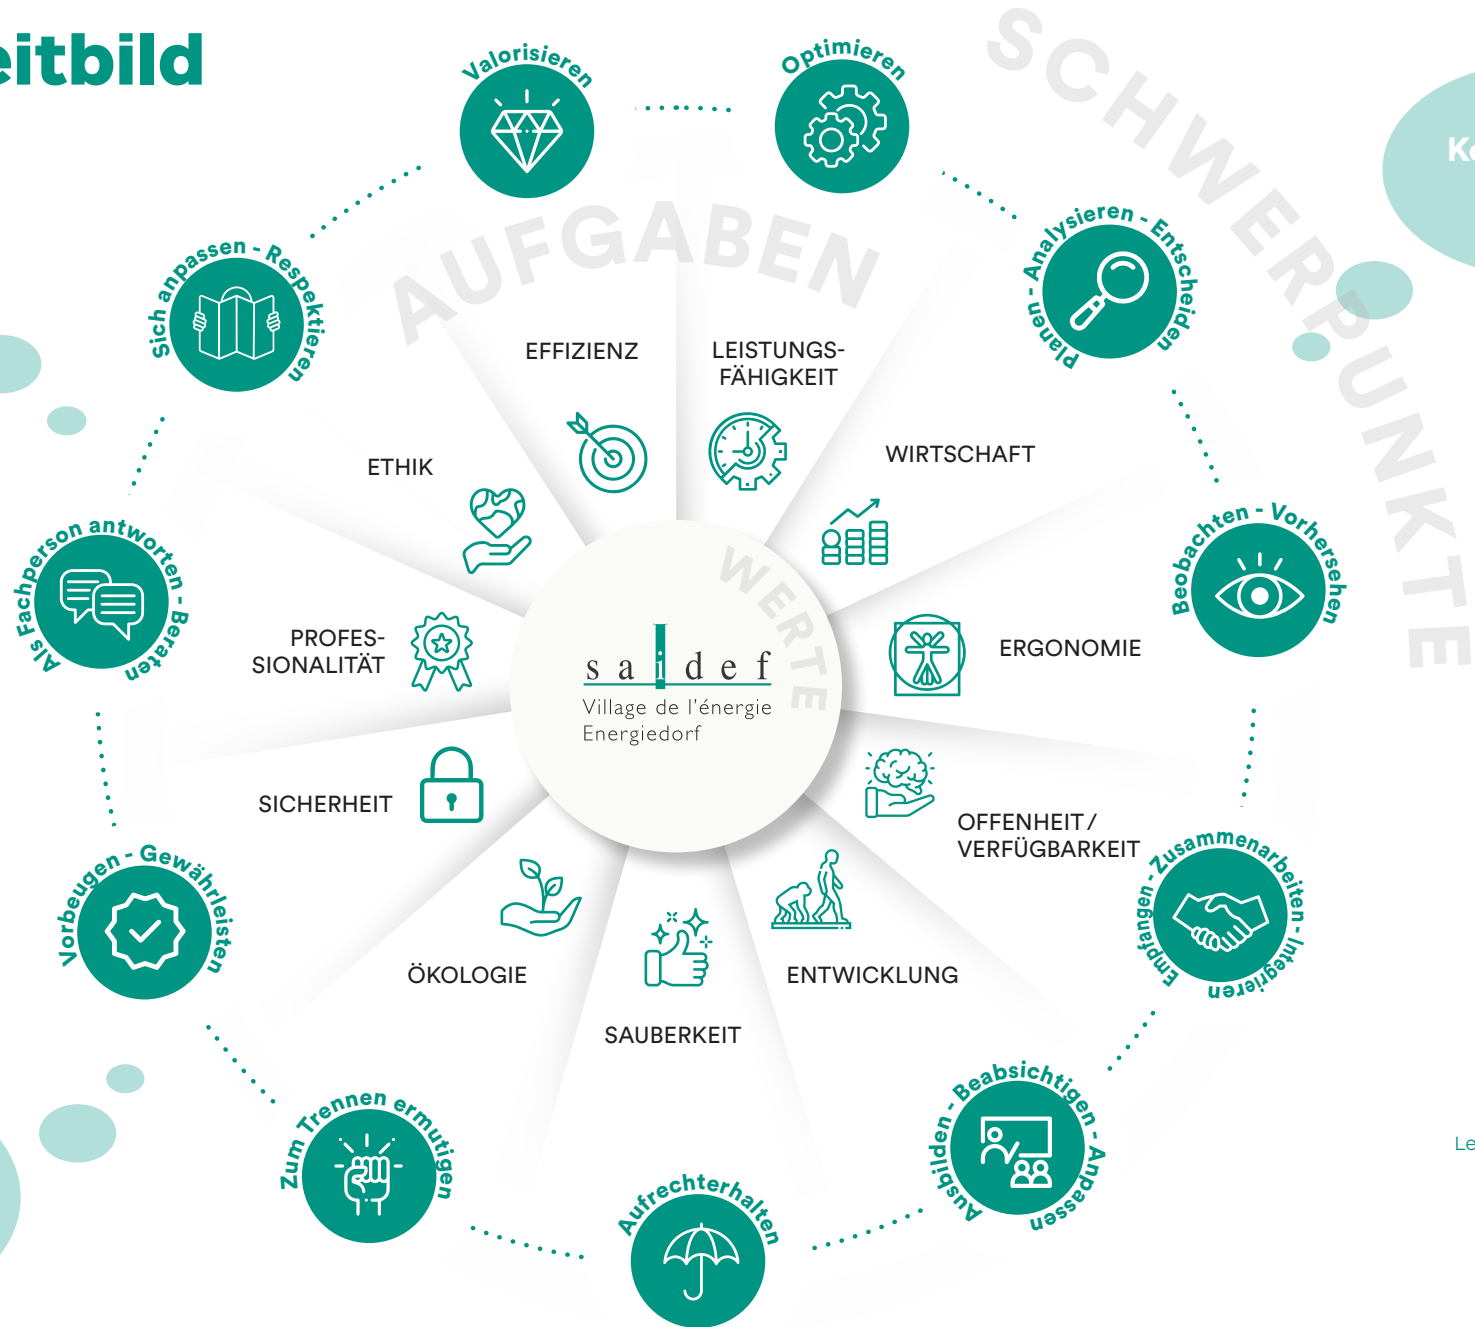 eitbild
SCHWERPUNKTE
AUFGABEN
WERTE
Valorisieren
Optimieren
Planen - Analysieren - Entscheiden
Beobachten - Vorhersehen
Empfangen - Zusammenarbeiten - Integrieren
Ausbilden - Beabsichtigen - Anpassen
Aufrechterhalten
Zum Trennen ermutigen
Vorbeugen - Gewährleisten
Als Fachperson antworten - Beraten
Sich anpassen - Respektieren
EFFIZIENZ
LEISTUNGS-
FÄHIGKEIT
WIRTSCHAFT
ERGONOMIE
OFFENHEIT /
VERFÜGBARKEIT
ENTWICKLUNG
SAUBERKEIT
ÖKOLOGIE
SICHERHEIT
PROFES-
SIONALITÄT
ETHIK
saidef
Village de l'énergie
Energiedorf
Le